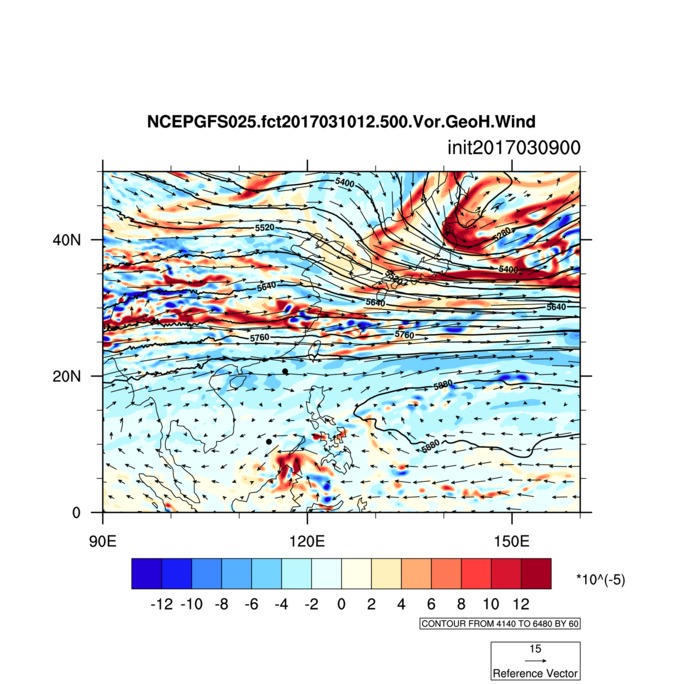 NCEPGFS025.fct2017031012.500.Vor.GeoH.Wind
init2017030900
5400
5520
5280
40N
5400
5640
5640
5640
5760
5760
20N
5880
5880
0
90E 120E 150E
*10^(-5)
-12 -10 -8 -6 -4 -2 0 2 4 6 8 10 12
CONTOUR FROM 4140 TO 6480 BY 60
15
Reference Vector